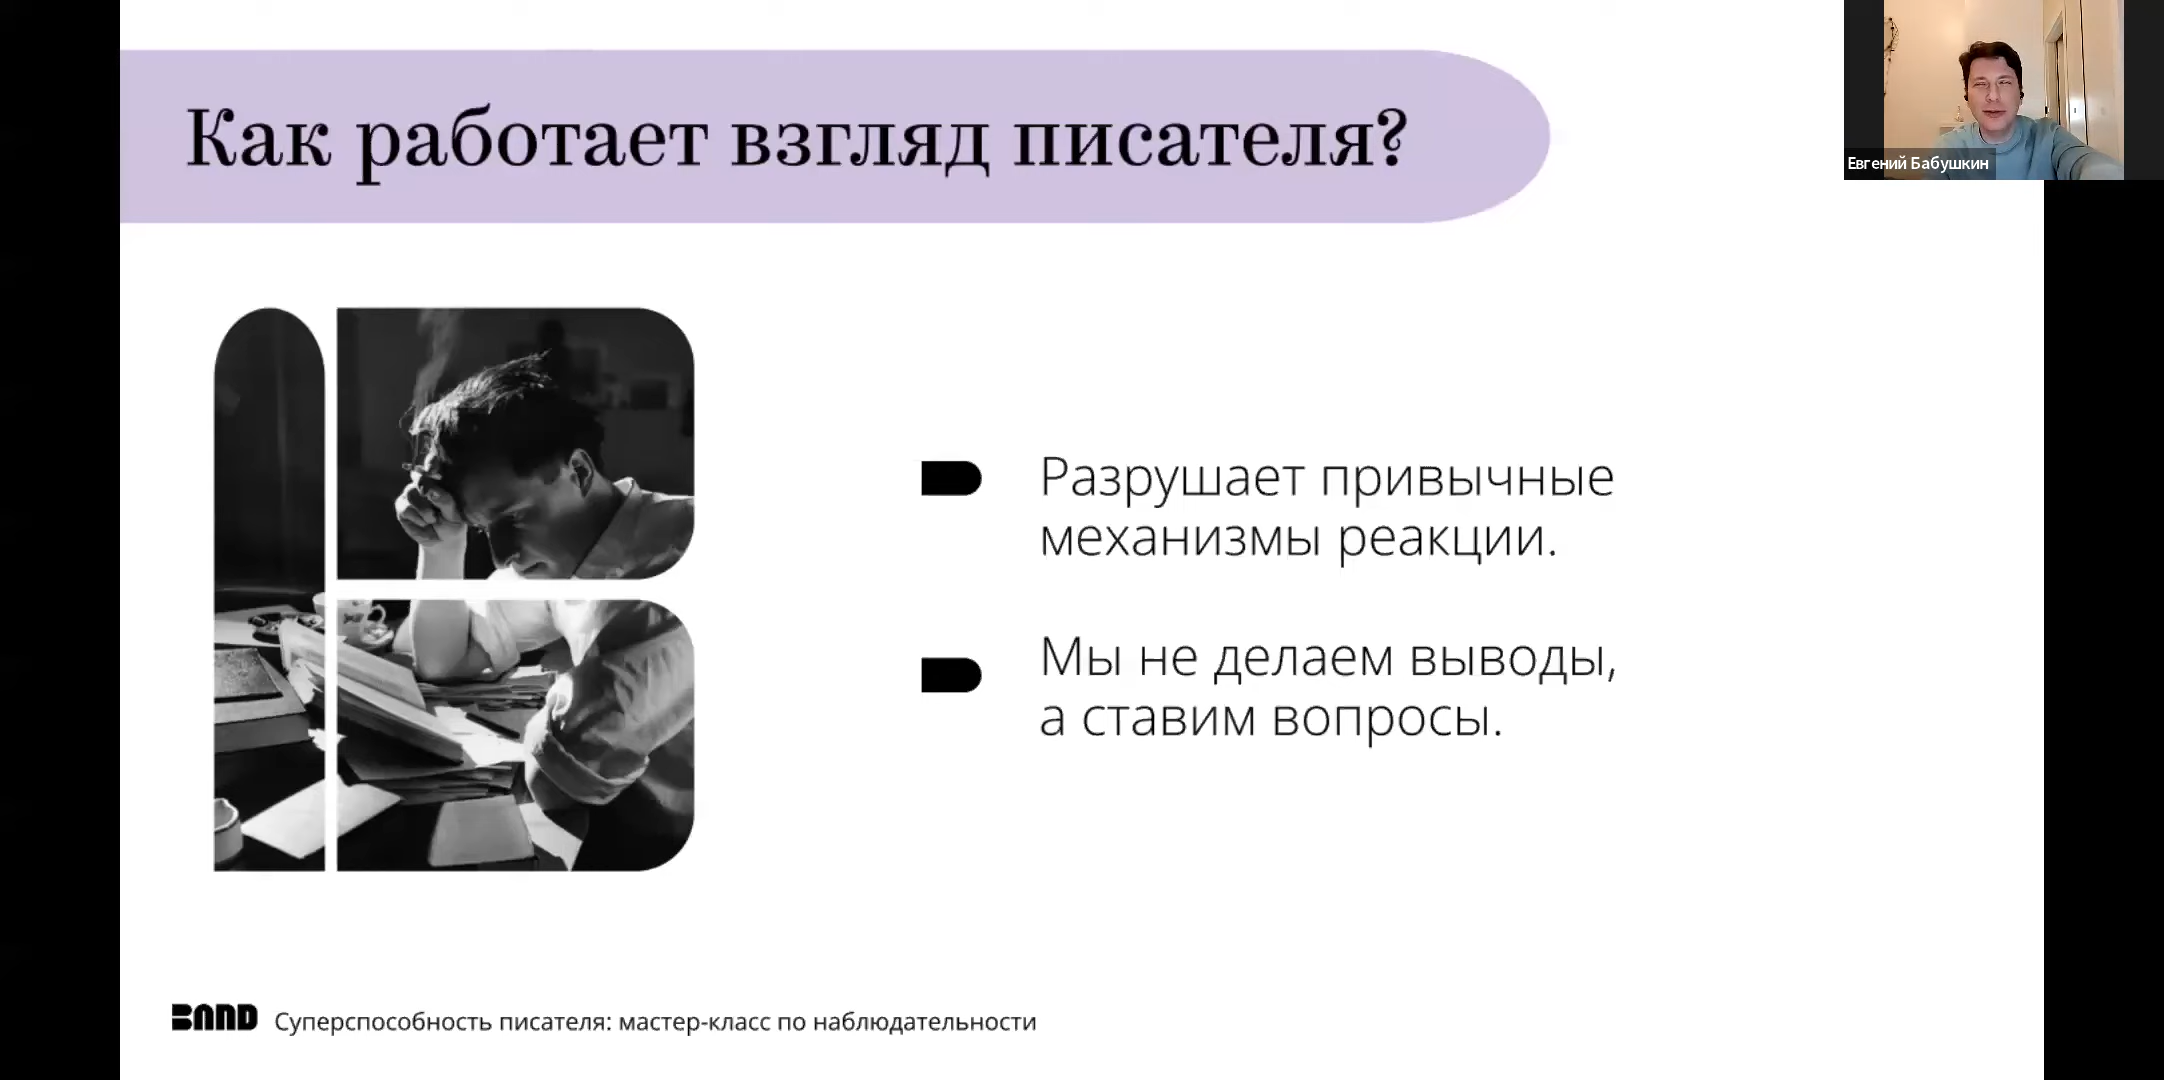 Как работает взгляд писателя?
Евгений Бабушкин
Разрушает привычные
механизмы реакции.
Мы не делаем выводы,
а ставим вопросы.
BAND Суперспособность писателя: мастер-класс по наблюдательности